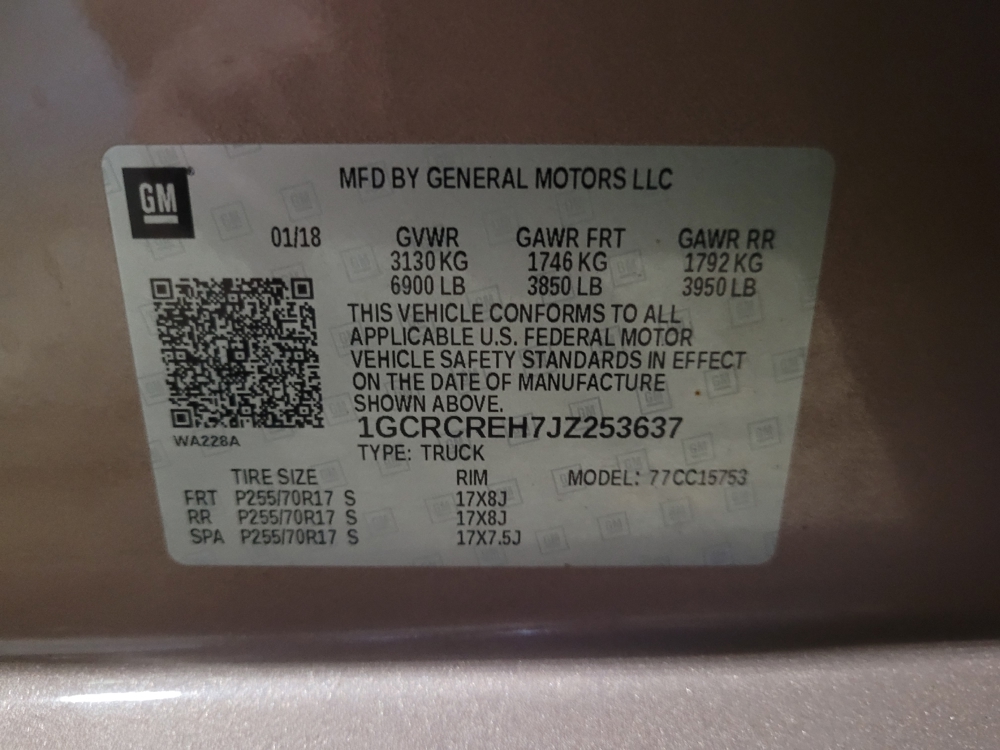 GM
MFD BY GENERAL MOTORS LLC
01/18 GVWR GAWR FRT GAWR RR
3130 KG 1746 KG 1792 KG
6900 LB 3850 LB 3950 LB
THIS VEHICLE CONFORMS TO ALL
APPLICABLE U.S. FEDERAL MOTOR
VEHICLE SAFETY STANDARDS IN EFFECT
ON THE DATE OF MANUFACTURE
SHOWN ABOVE.
1GCRCREH7JZ253637
WA228A
TYPE: TRUCK
TIRE SIZE RIM MODEL: 77CC15753
FRT P255/70R17 S 17X8J
RR P255/70R17 S 17X8J
SPA P255/70R17 S 17X7.5J